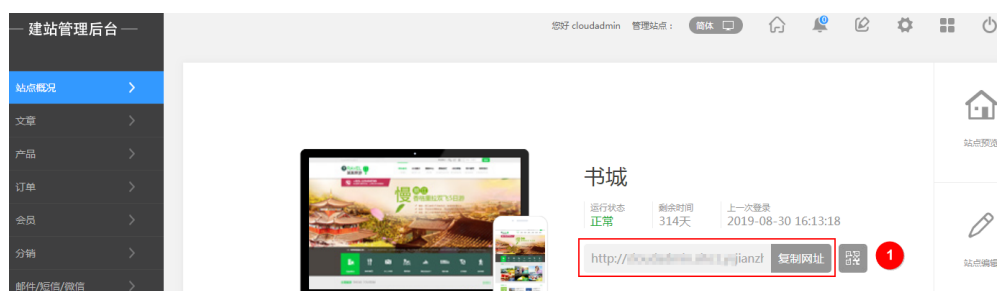 建站管理后台
您好 cloudadmin 管理站点： 简体
站点概况
文章
产品
订单
会员
分销
邮件/短信/微信
慢
书城
运行状态 剩余时间 上一次登录
正常 314天 2019-08-30 16:13:18
http:// jianzh 复制网址
1
站点预览
站点编辑